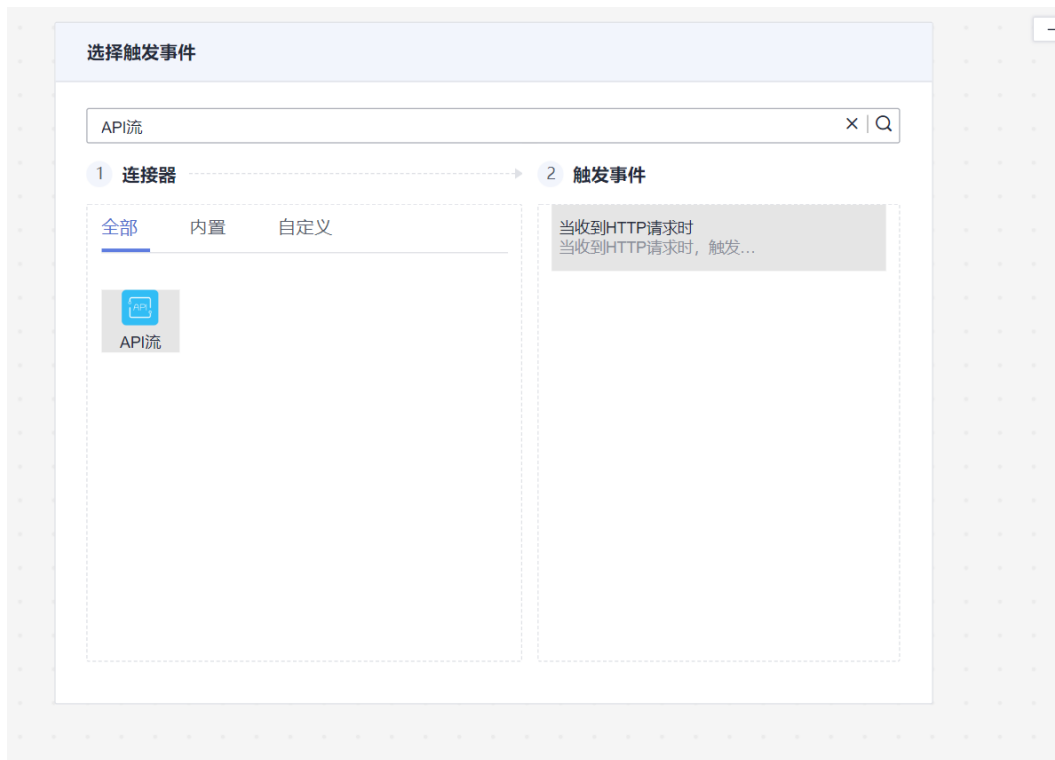 选择触发事件
API流
1 连接器
2 触发事件
全部 内置 自定义
当收到HTTP请求时
当收到HTTP请求时，触发...
API
API流